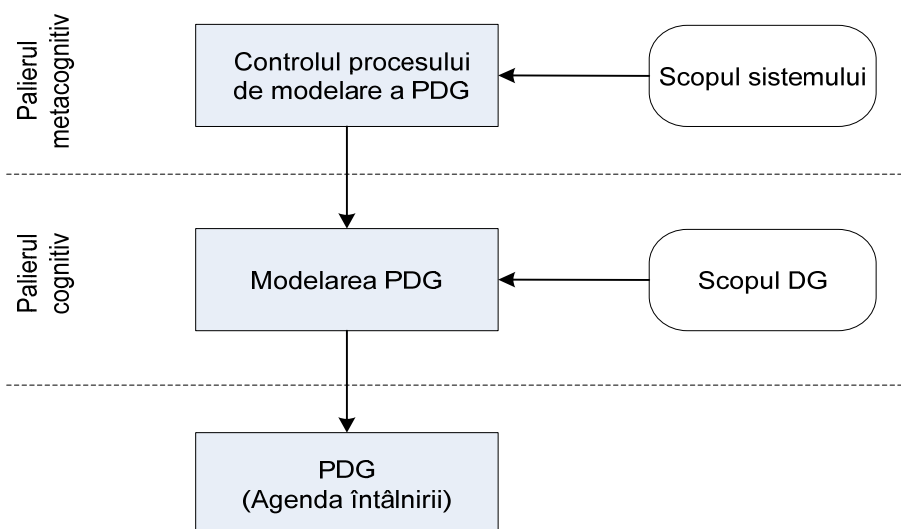 Palierul
metacognitiv
Controlul procesului
de modelare a PDG
Scopul sistemului
Palierul
cognitiv
Modelarea PDG
Scopul DG
PDG
(Agenda întâlnirii)